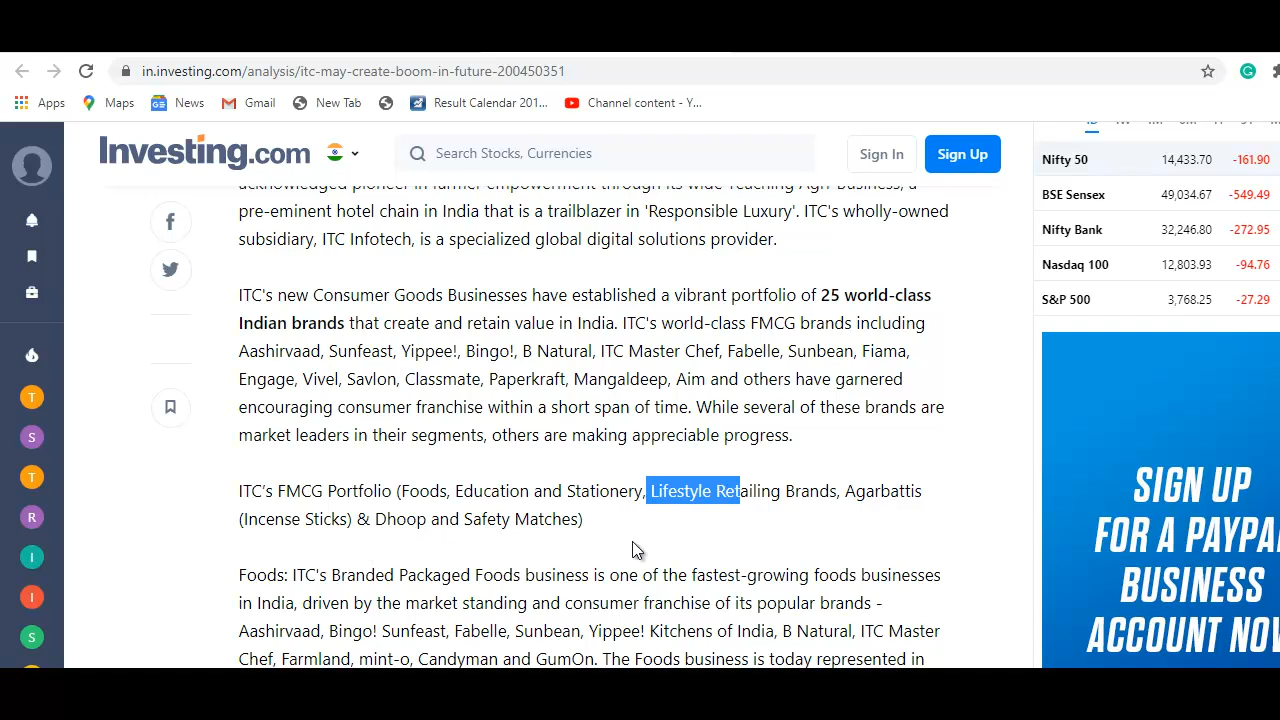 in.investing.com/analysis/itc-may-create-boom-in-future-200450351
Apps Maps News Gmail New Tab Result Calendar 201... Channel content - Y...
Investing.com Search Stocks, Currencies Sign In Sign Up
acknowledged pioneer in farmer empowerment through its wide-reaching Agri Business, a
pre-eminent hotel chain in India that is a trailblazer in 'Responsible Luxury'. ITC's wholly-owned
subsidiary, ITC Infotech, is a specialized global digital solutions provider.
ITC's new Consumer Goods Businesses have established a vibrant portfolio of 25 world-class
Indian brands that create and retain value in India. ITC's world-class FMCG brands including
Aashirvaad, Sunfeast, Yippee!, Bingo!, B Natural, ITC Master Chef, Fabelle, Sunbean, Fiama,
Engage, Vivel, Savlon, Classmate, Paperkraft, Mangaldeep, Aim and others have garnered
encouraging consumer franchise within a short span of time. While several of these brands are
market leaders in their segments, others are making appreciable progress.
ITC's FMCG Portfolio (Foods, Education and Stationery, Lifestyle Retailing Brands, Agarbattis
(Incense Sticks) & Dhoop and Safety Matches)
Foods: ITC's Branded Packaged Foods business is one of the fastest-growing foods businesses
in India, driven by the market standing and consumer franchise of its popular brands -
Aashirvaad, Bingo! Sunfeast, Fabelle, Sunbean, Yippee! Kitchens of India, B Natural, ITC Master
Chef, Farmland, mint-o, Candyman and GumOn. The Foods business is today represented in
T
S
T
R
I
I
S
Nifty 50 14,433.70 -161.90
BSE Sensex 49,034.67 -549.49
Nifty Bank 32,246.80 -272.95
Nasdaq 100 12,803.93 -94.76
S&P 500 3,768.25 -27.29
SIGN UP
FOR A PAYPA
BUSINESS
ACCOUNT NOW